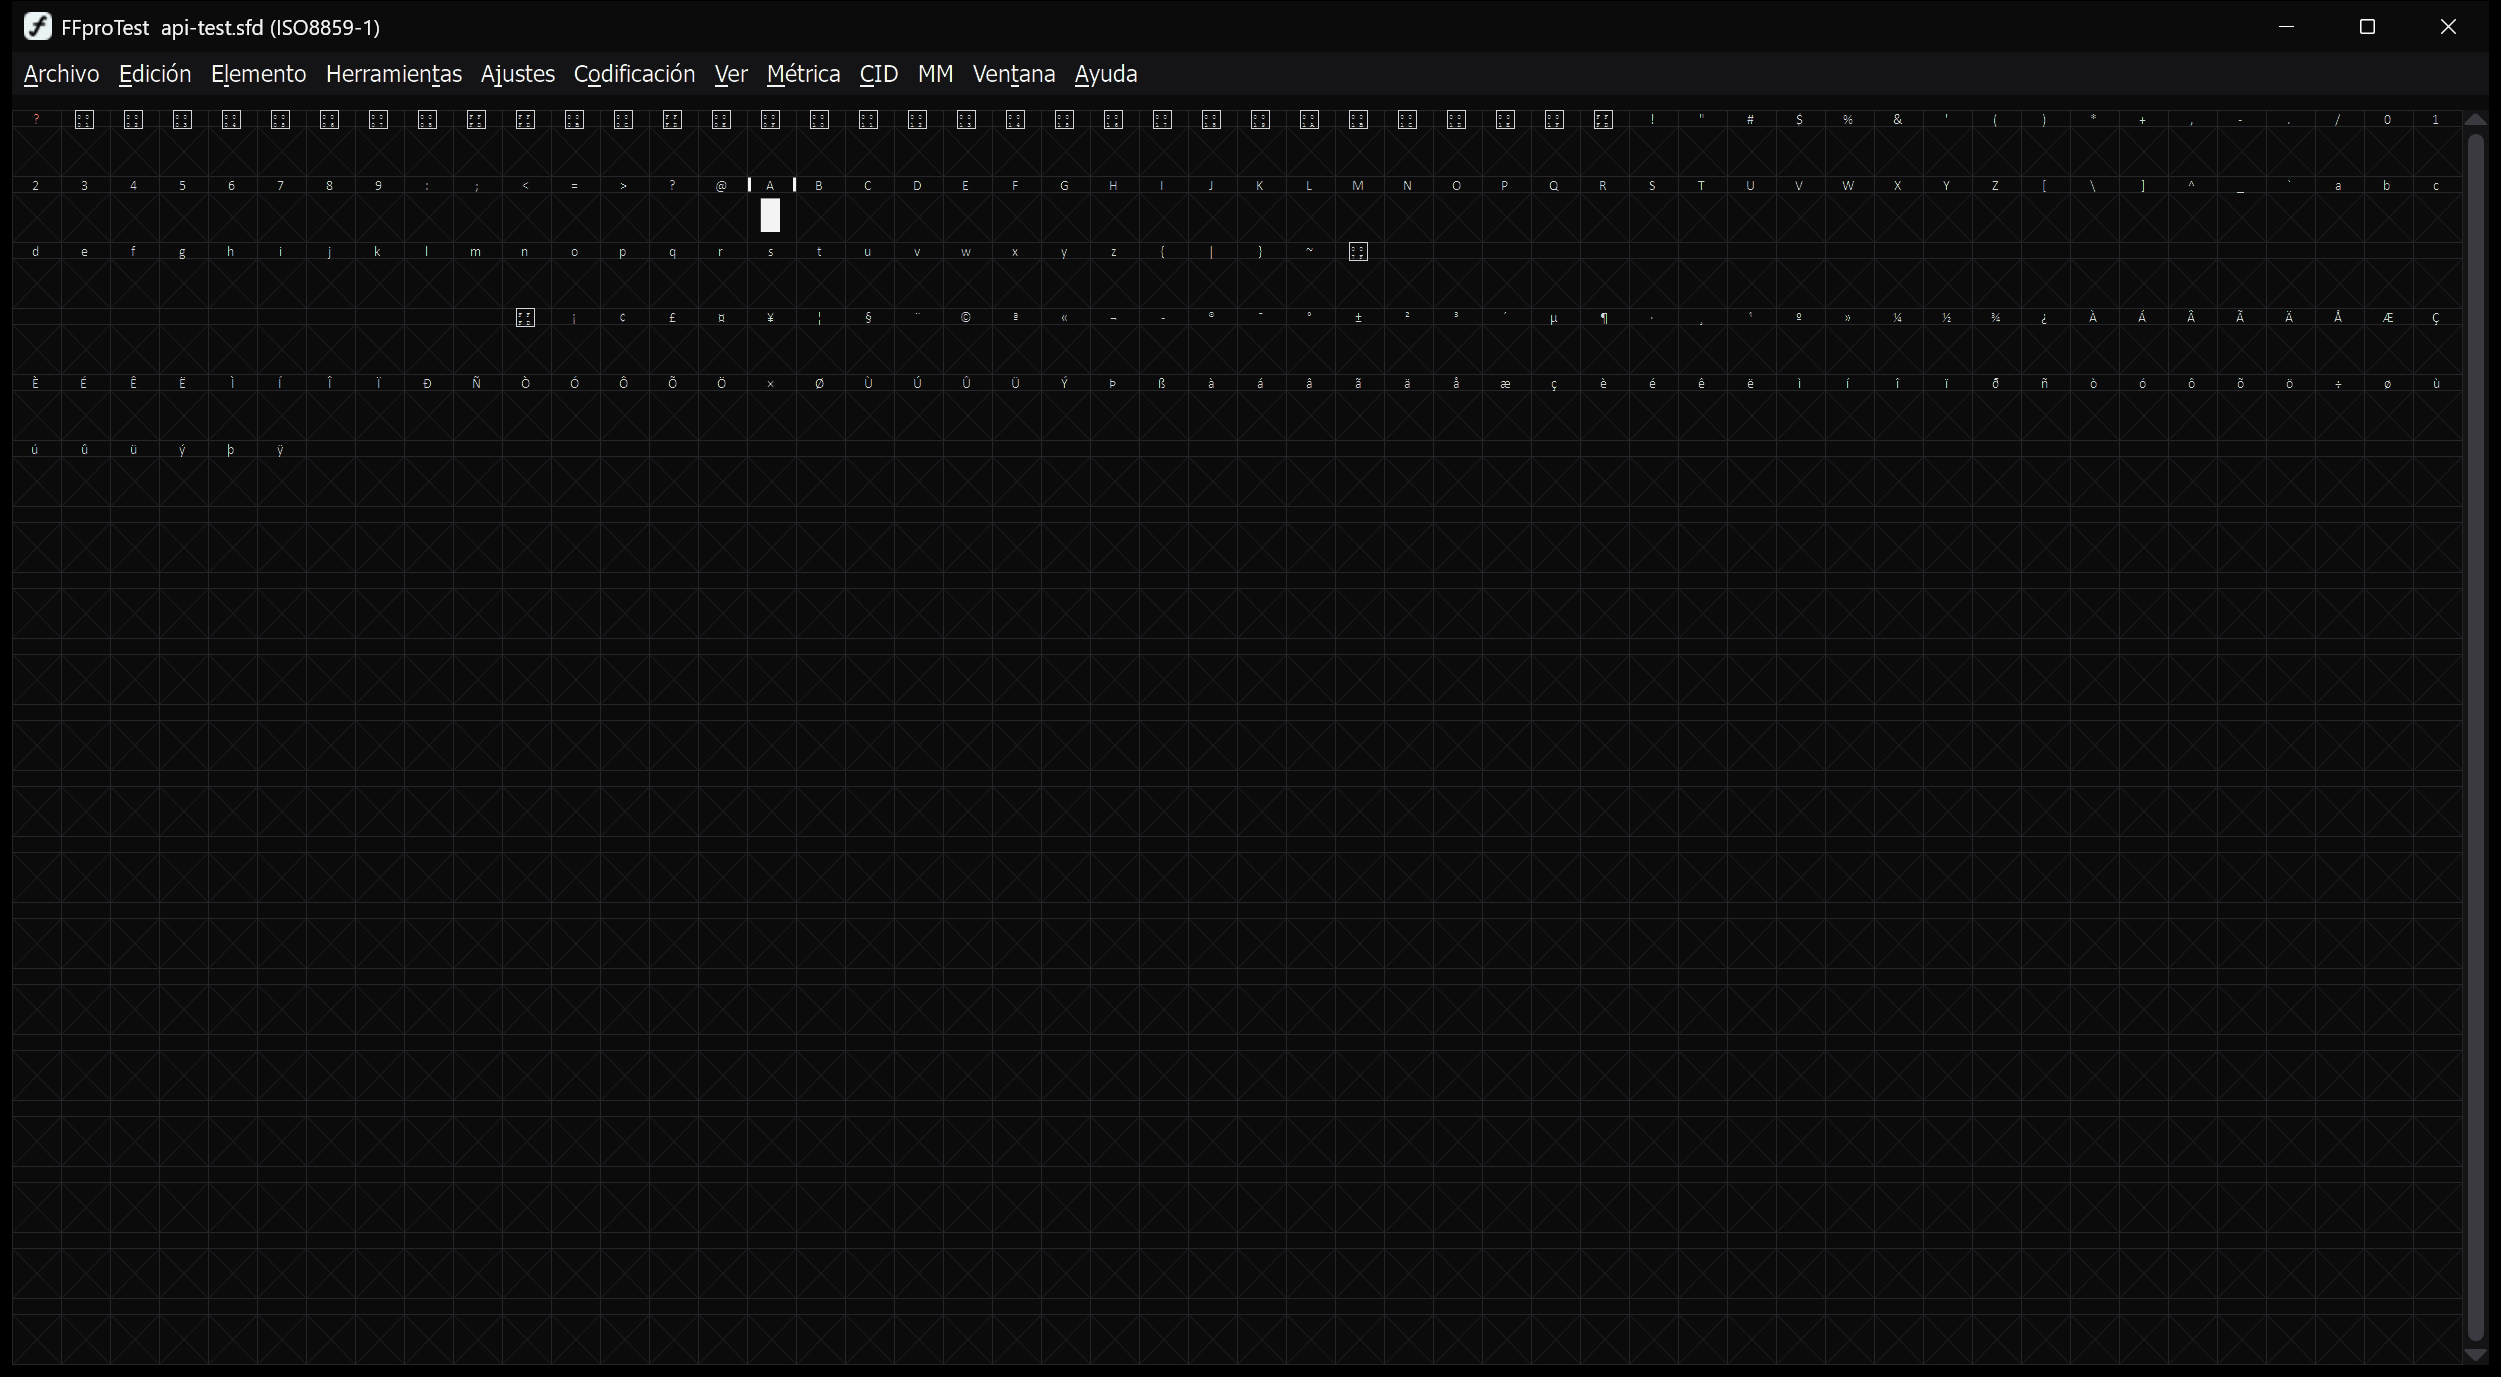 FFproTest api-test.sfd (ISO8859-1)
Archivo Edición Elemento Herramientas Ajustes Codificación Ver Métrica CID MM Ventana Ayuda
? ! " # $ % & ' ( ) * + , - . / 0 1
2 3 4 5 6 7 8 9 : ; < = > ? @ A B C D E F G H I J K L M N O P Q R S T U V W X Y Z [ \ ] ^ _ ` a b c
d e f g h i j k l m n o p q r s t u v w x y z { | } ~
¡ ¢ £ ¤ ¥ ¦ § ¨ © ª « ¬ - ® ¯ ° ± ² ³ ´ µ ¶ · ¸ ¹ º » ¼ ½ ¾ ¿ À Á Â Ã Ä Å Æ Ç
È É Ê Ë Ì Í Î Ï Ð Ñ Ò Ó Ô Õ Ö × Ø Ù Ú Û Ü Ý Þ ß à á â ã ä å æ ç è é ê ë ì í î ï ð ñ ò ó ô õ ö ÷ ø ù
ú û ü ý þ ÿ